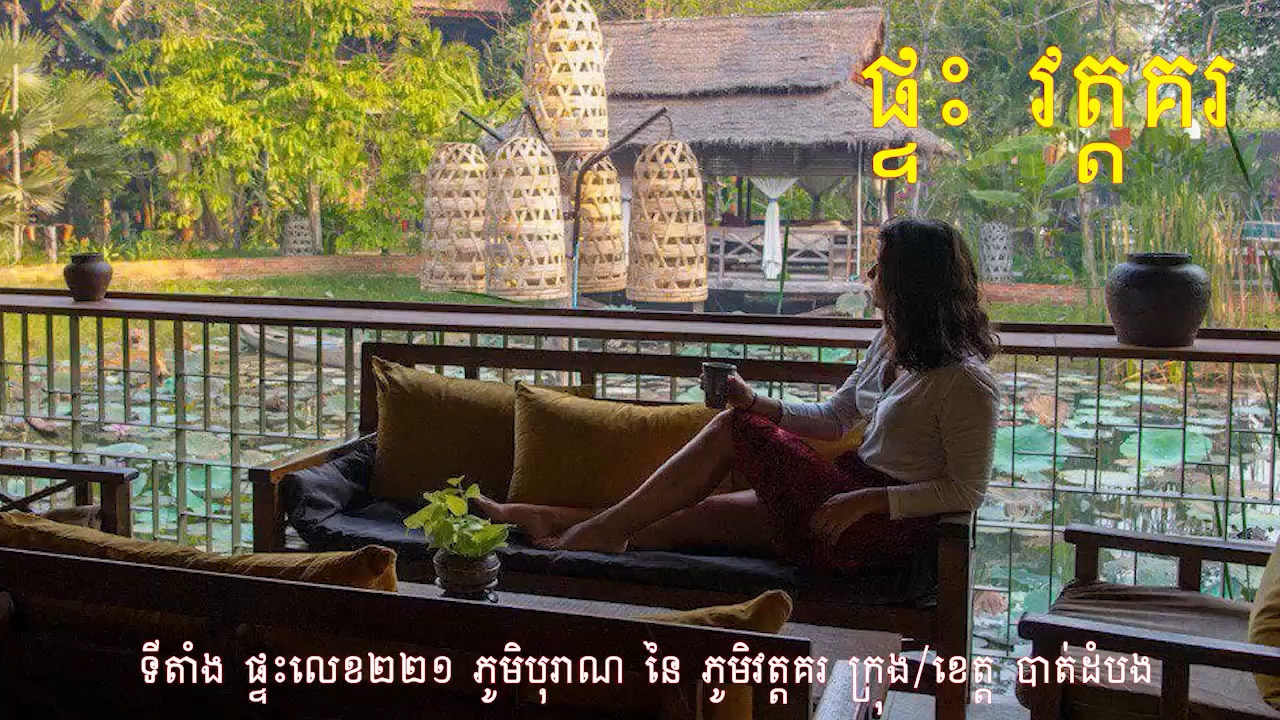 ផ្ទះ វត្តគរ
ទីតាំង ផ្ទះលេខ២២១ ភូមិបុរាណ នៃ ភូមិវត្តគរ ក្រុង/ខេត្ត បាត់ដំបង